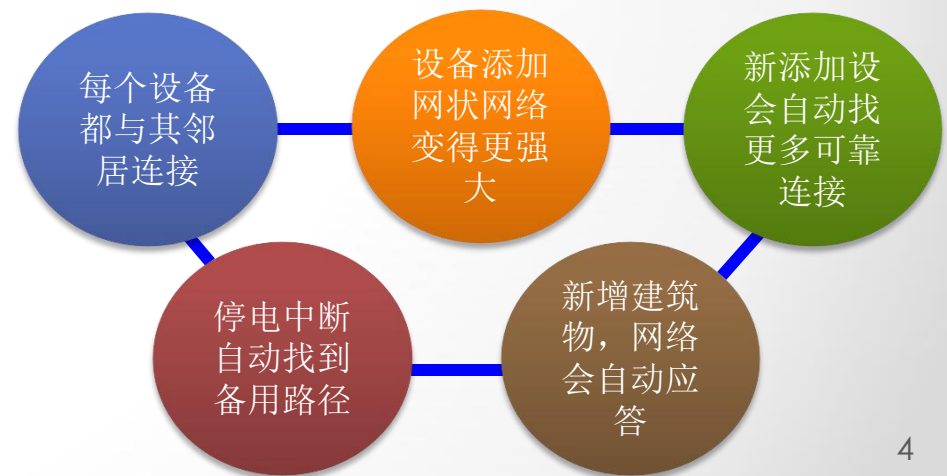 每个设备
都与其邻
居连接
设备添加
网状网络
变得更强
大
新添加设
会自动找
更多可靠
连接
停电中断
自动找到
备用路径
新增建筑
物，网络
会自动应
答
4